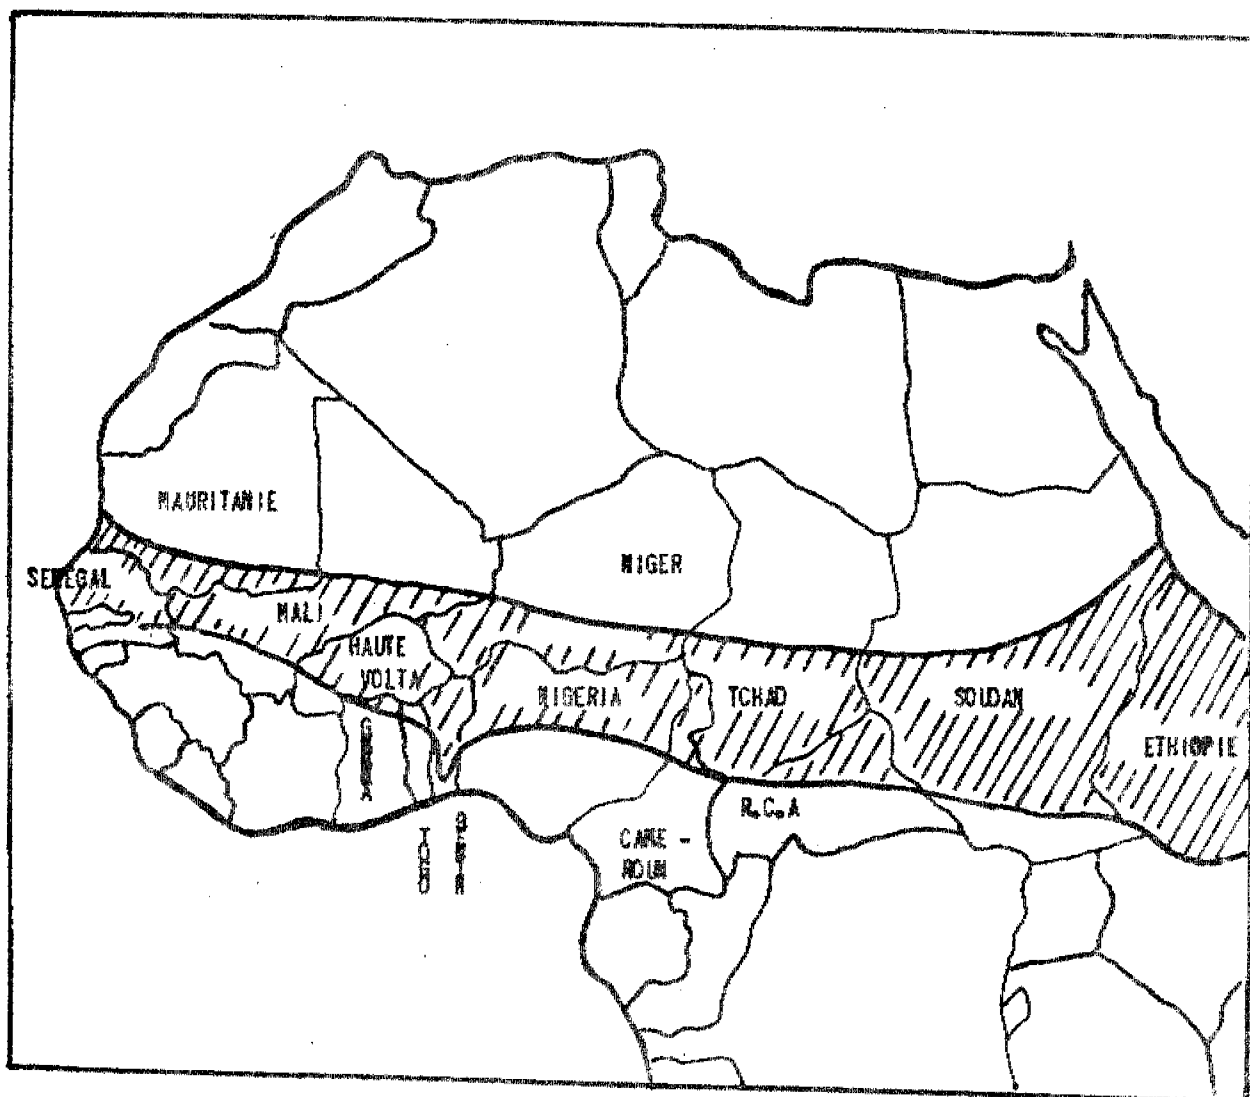 MAURITANIE
NIGER
SENEGAL
MALI
HAUTE
VOLTA
NIGERIA
TCHAD
SOUDAN
ETHIOPIE
R.C.A
CAME -
ROUN
TOGO